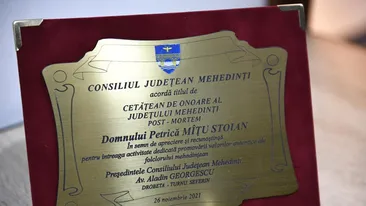 CONSILIUL JUDEȚEAN MEHEDINȚI
acordă titlul de
CETĂȚEAN DE ONOARE AL
JUDEȚULUI MEHEDINȚI
POST - MORTEM
Domnului Petrică MÎȚU STOIAN
În semn de apreciere și recunoștință
pentru întreaga activitate dedicată promovării valorilor autentice ale
folclorului mehedințean
Președintele Consiliului Județean Mehedinți
Av. Aladin GEORGESCU
DROBETA - TURNU SEVERIN
26 noiembrie 2021